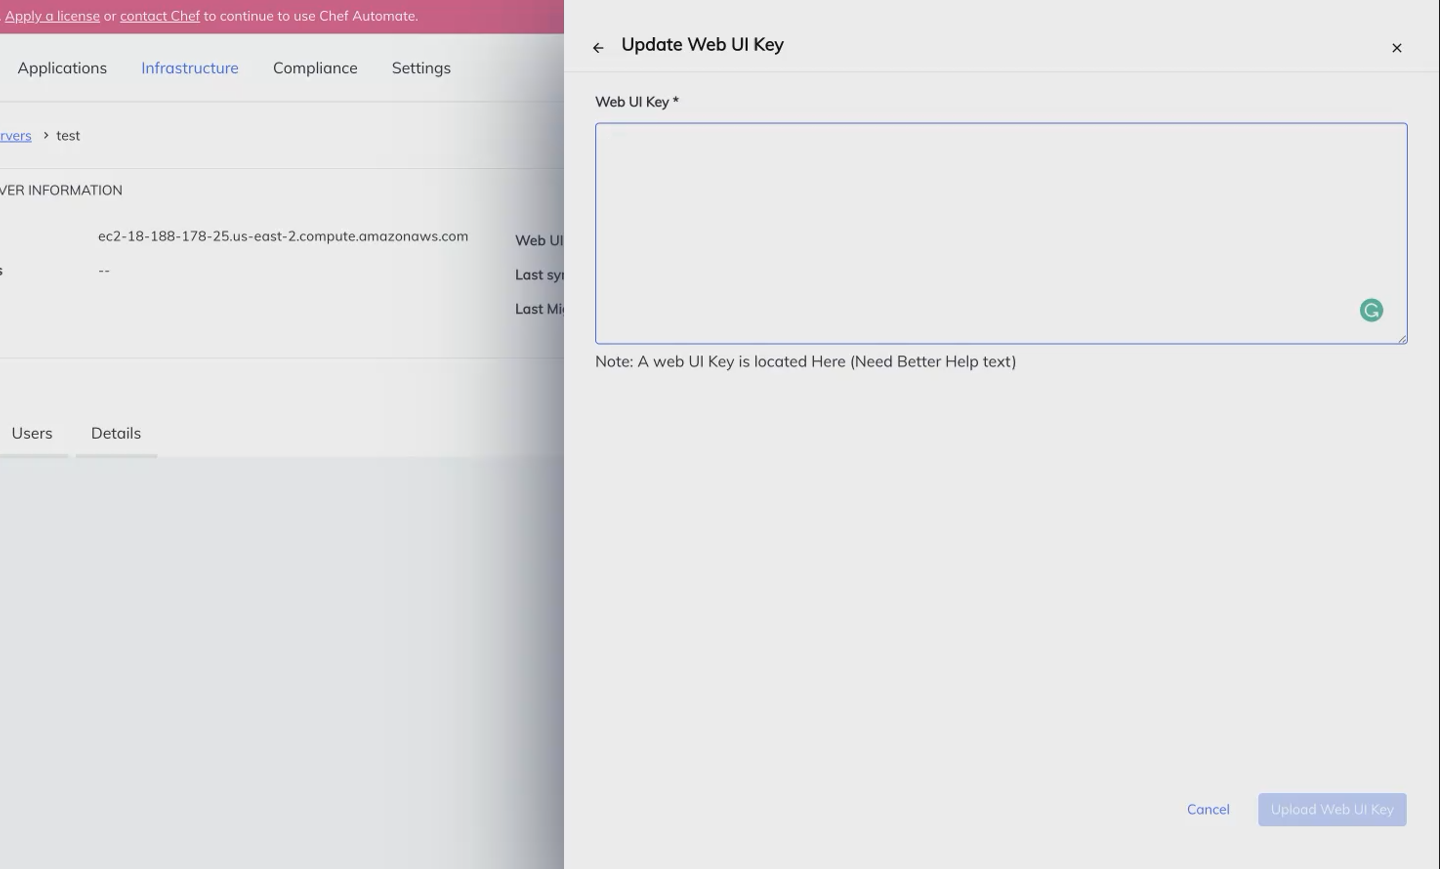 . Apply a license or contact Chef to continue to use Chef Automate.
Applications Infrastructure Compliance Settings
rvers > test
VER INFORMATION
ec2-18-188-178-25.us-east-2.compute.amazonaws.com
s --
Web UI
Last syn
Last Mig
Users Details
Update Web UI Key
Web UI Key *
Note: A web UI Key is located Here (Need Better Help text)
Cancel Upload Web UI Key